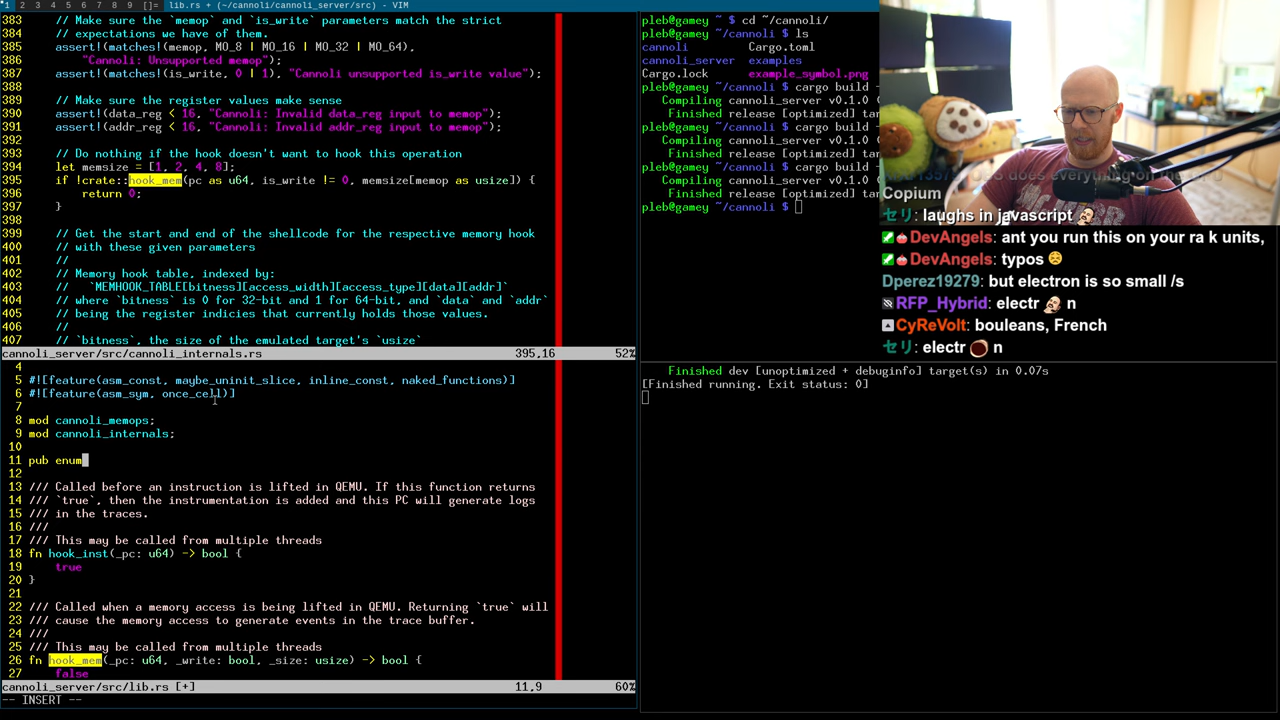 1 2 3 4 5 6 7 8 9 []= lib.rs + (~/cannoli/cannoli_server/src) - VIM
383 // Make sure the `memop` and `is_write` parameters match the strict
384 // expectations we have of them.
385 assert!(matches!(memop, MO_8 | MO_16 | MO_32 | MO_64),
386 "Cannoli: Unsupported memop");
387 assert!(matches!(is_write, 0 | 1), "Cannoli unsupported is_write value");
388
389 // Make sure the register values make sense
390 assert!(data_reg < 16, "Cannoli: Invalid data_reg input to memop");
391 assert!(addr_reg < 16, "Cannoli: Invalid addr_reg input to memop");
392
393 // Do nothing if the hook doesn't want to hook this operation
394 let memsize = [1, 2, 4, 8];
395 if !crate::hook_mem(pc as u64, is_write != 0, memsize[memop as usize]) {
396 return 0;
397 }
398
399 // Get the start and end of the shellcode for the respective memory hook
400 // with these given parameters
401 //
402 // Memory hook table, indexed by:
403 // `MEMHOOK_TABLE[bitness][access_width][access_type][data][addr]`
404 // where `bitness` is 0 for 32-bit and 1 for 64-bit, and `data` and `addr`
405 // being the register indicies that currently holds those values.
406 //
407 // `bitness`, the size of the emulated target's `usize`
cannoli_server/src/cannoli_internals.rs 395,16 52%
4
5 #![feature(asm_const, maybe_uninit_slice, inline_const, naked_functions)]
6 #![feature(asm_sym, once_cell)]
7
8 mod cannoli_memops;
9 mod cannoli_internals;
10
11 pub enum
12
13 /// Called before an instruction is lifted in QEMU. If this function returns
14 /// `true`, then the instrumentation is added and this PC will generate logs
15 /// in the traces.
16 ///
17 /// This may be called from multiple threads
18 fn hook_inst(_pc: u64) -> bool {
19 true
20 }
21
22 /// Called when a memory access is being lifted in QEMU. Returning `true` will
23 /// cause the memory access to generate events in the trace buffer.
24 ///
25 /// This may be called from multiple threads
26 fn hook_mem(_pc: u64, _write: bool, _size: usize) -> bool {
27 false
cannoli_server/src/lib.rs [+] 11,9 60%
-- INSERT --
pleb@gamey ~ $ cd ~/cannoli/
pleb@gamey ~/cannoli $ ls
cannoli Cargo.toml
cannoli_server examples
Cargo.lock example_symbol.png
pleb@gamey ~/cannoli $ cargo build -
Compiling cannoli_server v0.1.0 (
Finished release [optimized] tar
pleb@gamey ~/cannoli $ cargo build -
Compiling cannoli_server v0.1.0 (
Finished release [optimized] tar
pleb@gamey ~/cannoli $ cargo build -
Compiling cannoli_server v0.1.0 (
Finished release [optimized] tar
pleb@gamey ~/cannoli $
Finished dev [unoptimized + debuginfo] target(s) in 0.07s
[Finished running. Exit status: 0]
does everything on the
Copium
セリ: laughs in javascript
DevAngels: ant you run this on your ra k units,
DevAngels: typos
Dperez19279: but electron is so small /s
RFP_Hybrid: electr n
CyReVolt: bouleans, French
セリ: electr n